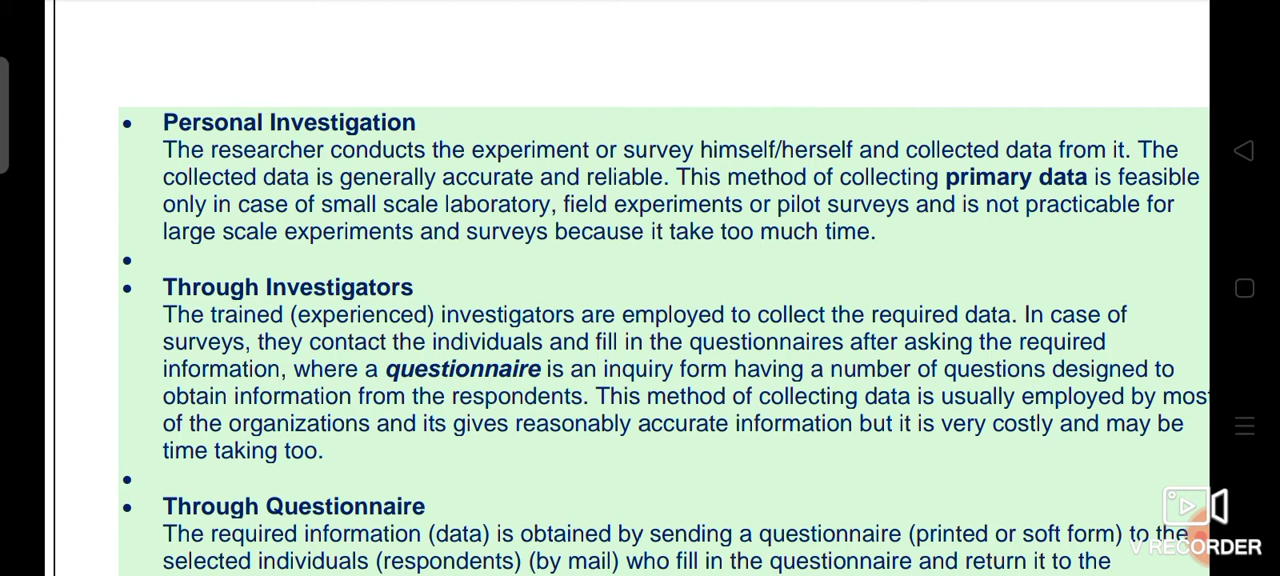 Personal Investigation
The researcher conducts the experiment or survey himself/herself and collected data from it. The
collected data is generally accurate and reliable. This method of collecting primary data is feasible
only in case of small scale laboratory, field experiments or pilot surveys and is not practicable for
large scale experiments and surveys because it take too much time.
Through Investigators
The trained (experienced) investigators are employed to collect the required data. In case of
surveys, they contact the individuals and fill in the questionnaires after asking the required
information, where a questionnaire is an inquiry form having a number of questions designed to
obtain information from the respondents. This method of collecting data is usually employed by most
of the organizations and its gives reasonably accurate information but it is very costly and may be
time taking too.
Through Questionnaire
The required information (data) is obtained by sending a questionnaire (printed or soft form) to the
selected individuals (respondents) (by mail) who fill in the questionnaire and return it to the
V RECORDER